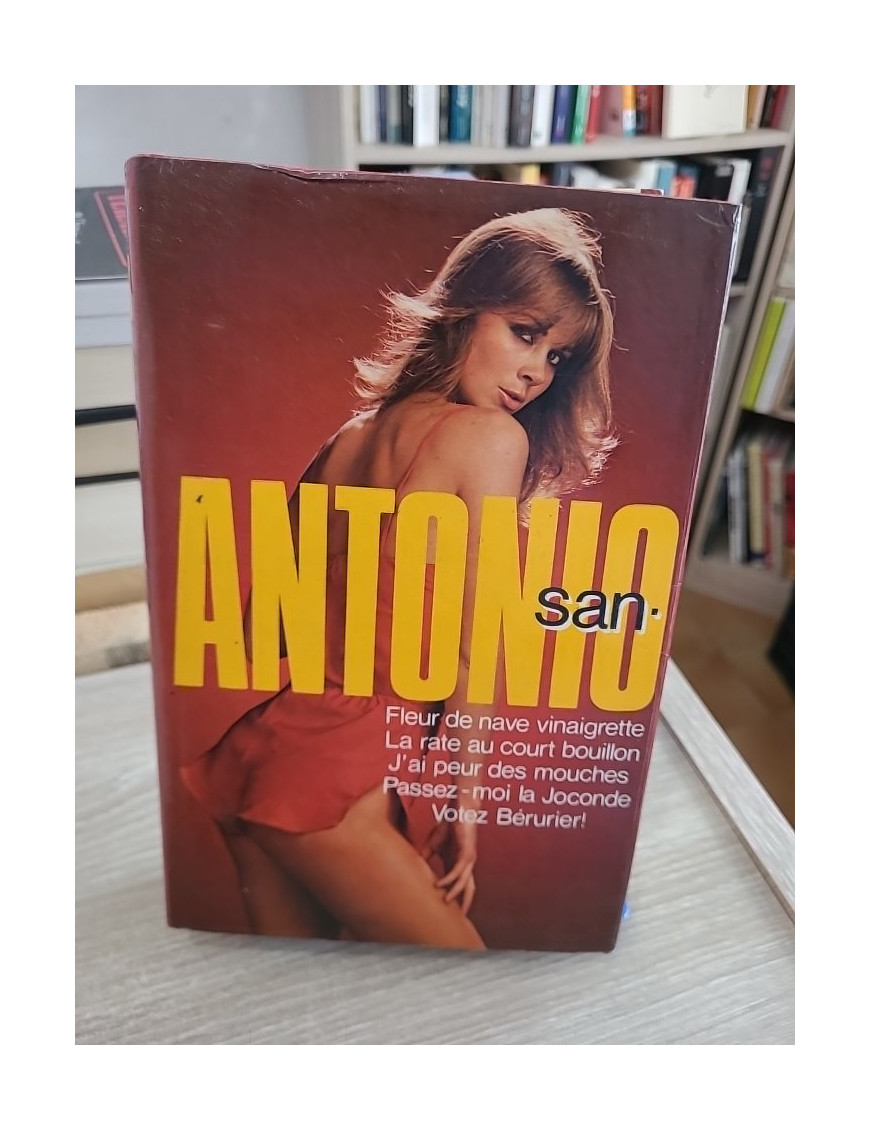 ANTONIO
san-
Fleur de nave vinaigrette
La rate au court bouillon
J'ai peur des mouches
Passez-moi la Joconde
Votez Bérurier!